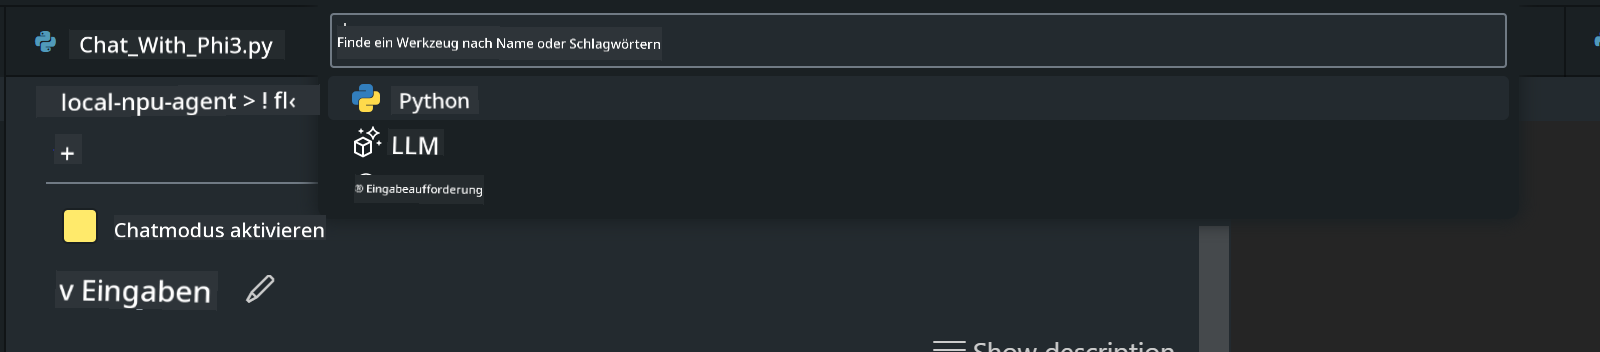 Chat_With_Phi3.py
Finde ein Werkzeug nach Name oder Schlagwörtern
local-npu-agent > ! fl‹
Python
+
LLM
® Eingabeaufforderung
Chatmodus aktivieren
v Eingaben
Show description